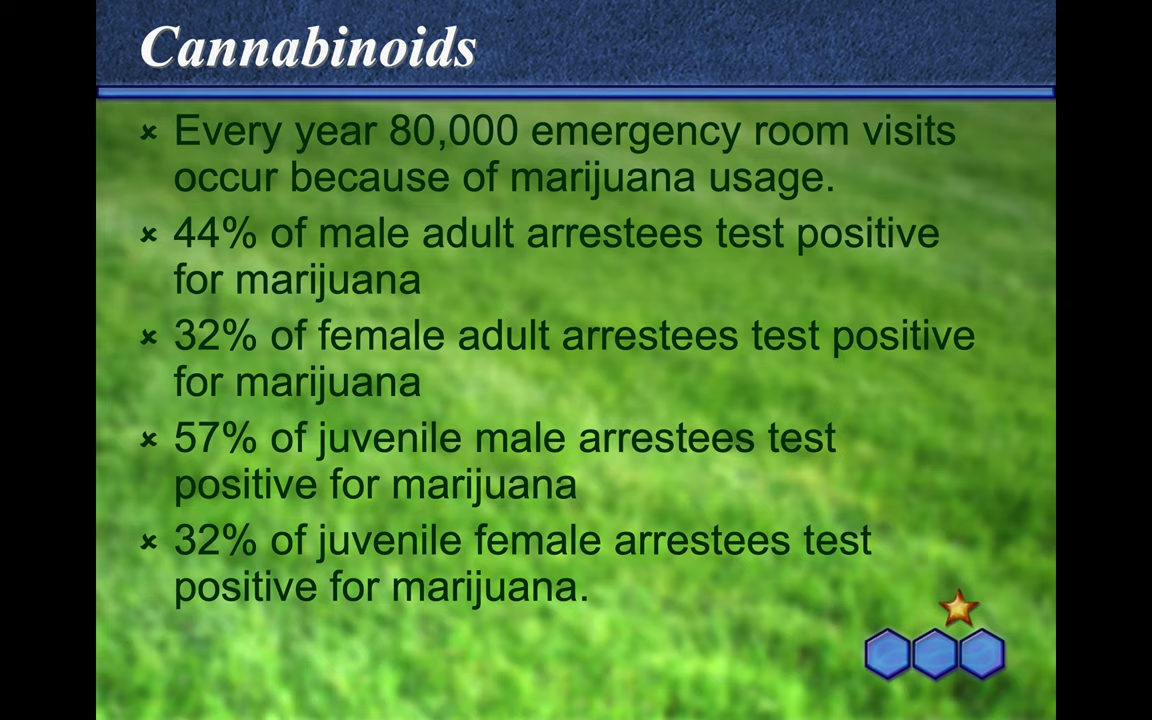 Cannabinoids
Every year 80,000 emergency room visits
occur because of marijuana usage.
44% of male adult arrestees test positive
for marijuana
32% of female adult arrestees test positive
for marijuana
57% of juvenile male arrestees test
positive for marijuana
32% of juvenile female arrestees test
positive for marijuana.